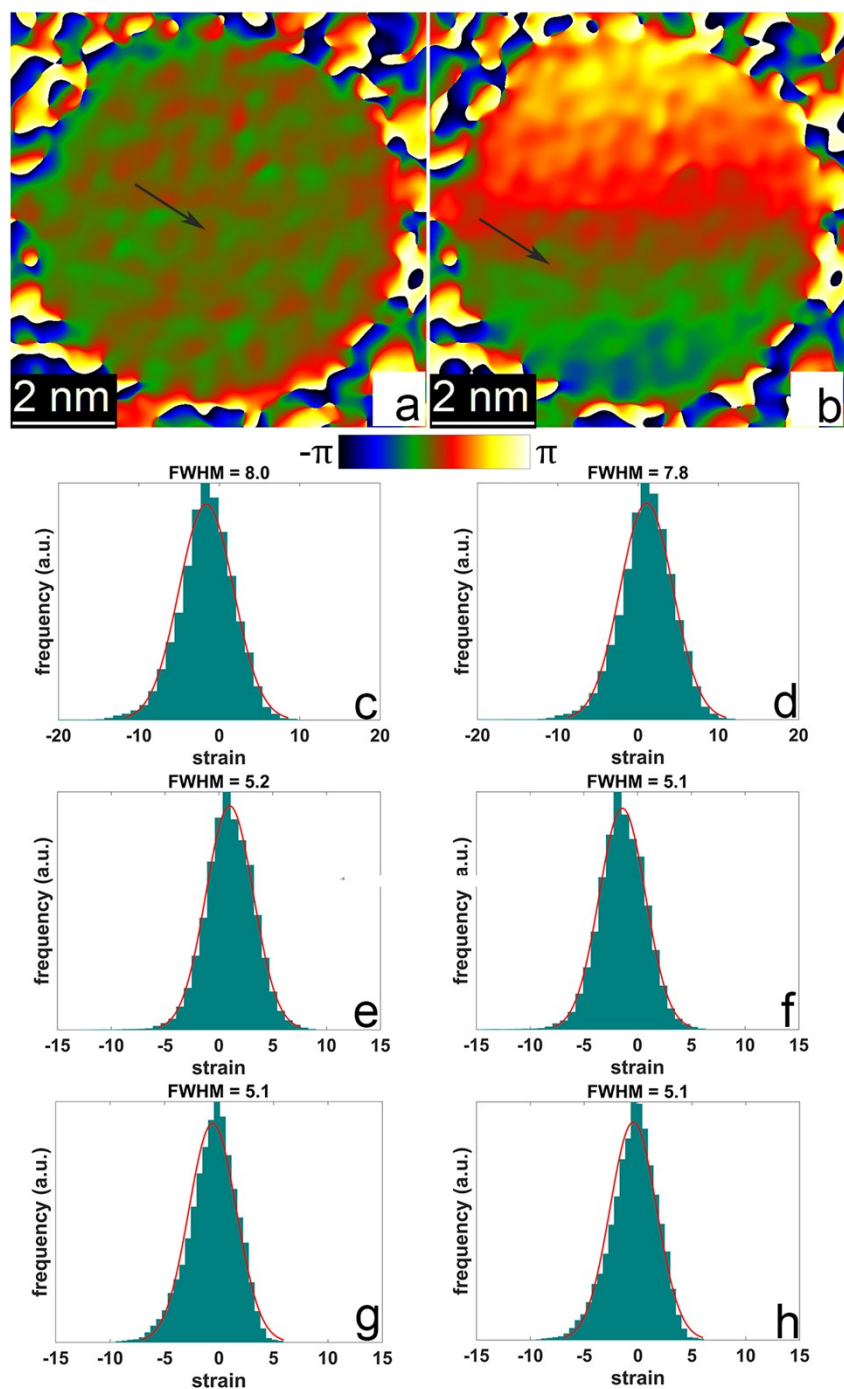 2 nm
a
2 nm
b
-π π
FWHM = 8.0
frequency (a.u.)
c
-20 -10 0 10 20
strain
FWHM = 7.8
frequency (a.u.)
d
-20 -10 0 10 20
strain
FWHM = 5.2
frequency (a.u.)
e
-15 -10 -5 0 5 10 15
strain
FWHM = 5.1
frequency (a.u.)
f
-15 -10 -5 0 5 10 15
strain
FWHM = 5.1
frequency (a.u.)
g
-15 -10 -5 0 5 10 15
strain
FWHM = 5.1
frequency (a.u.)
h
-15 -10 -5 0 5 10 15
strain